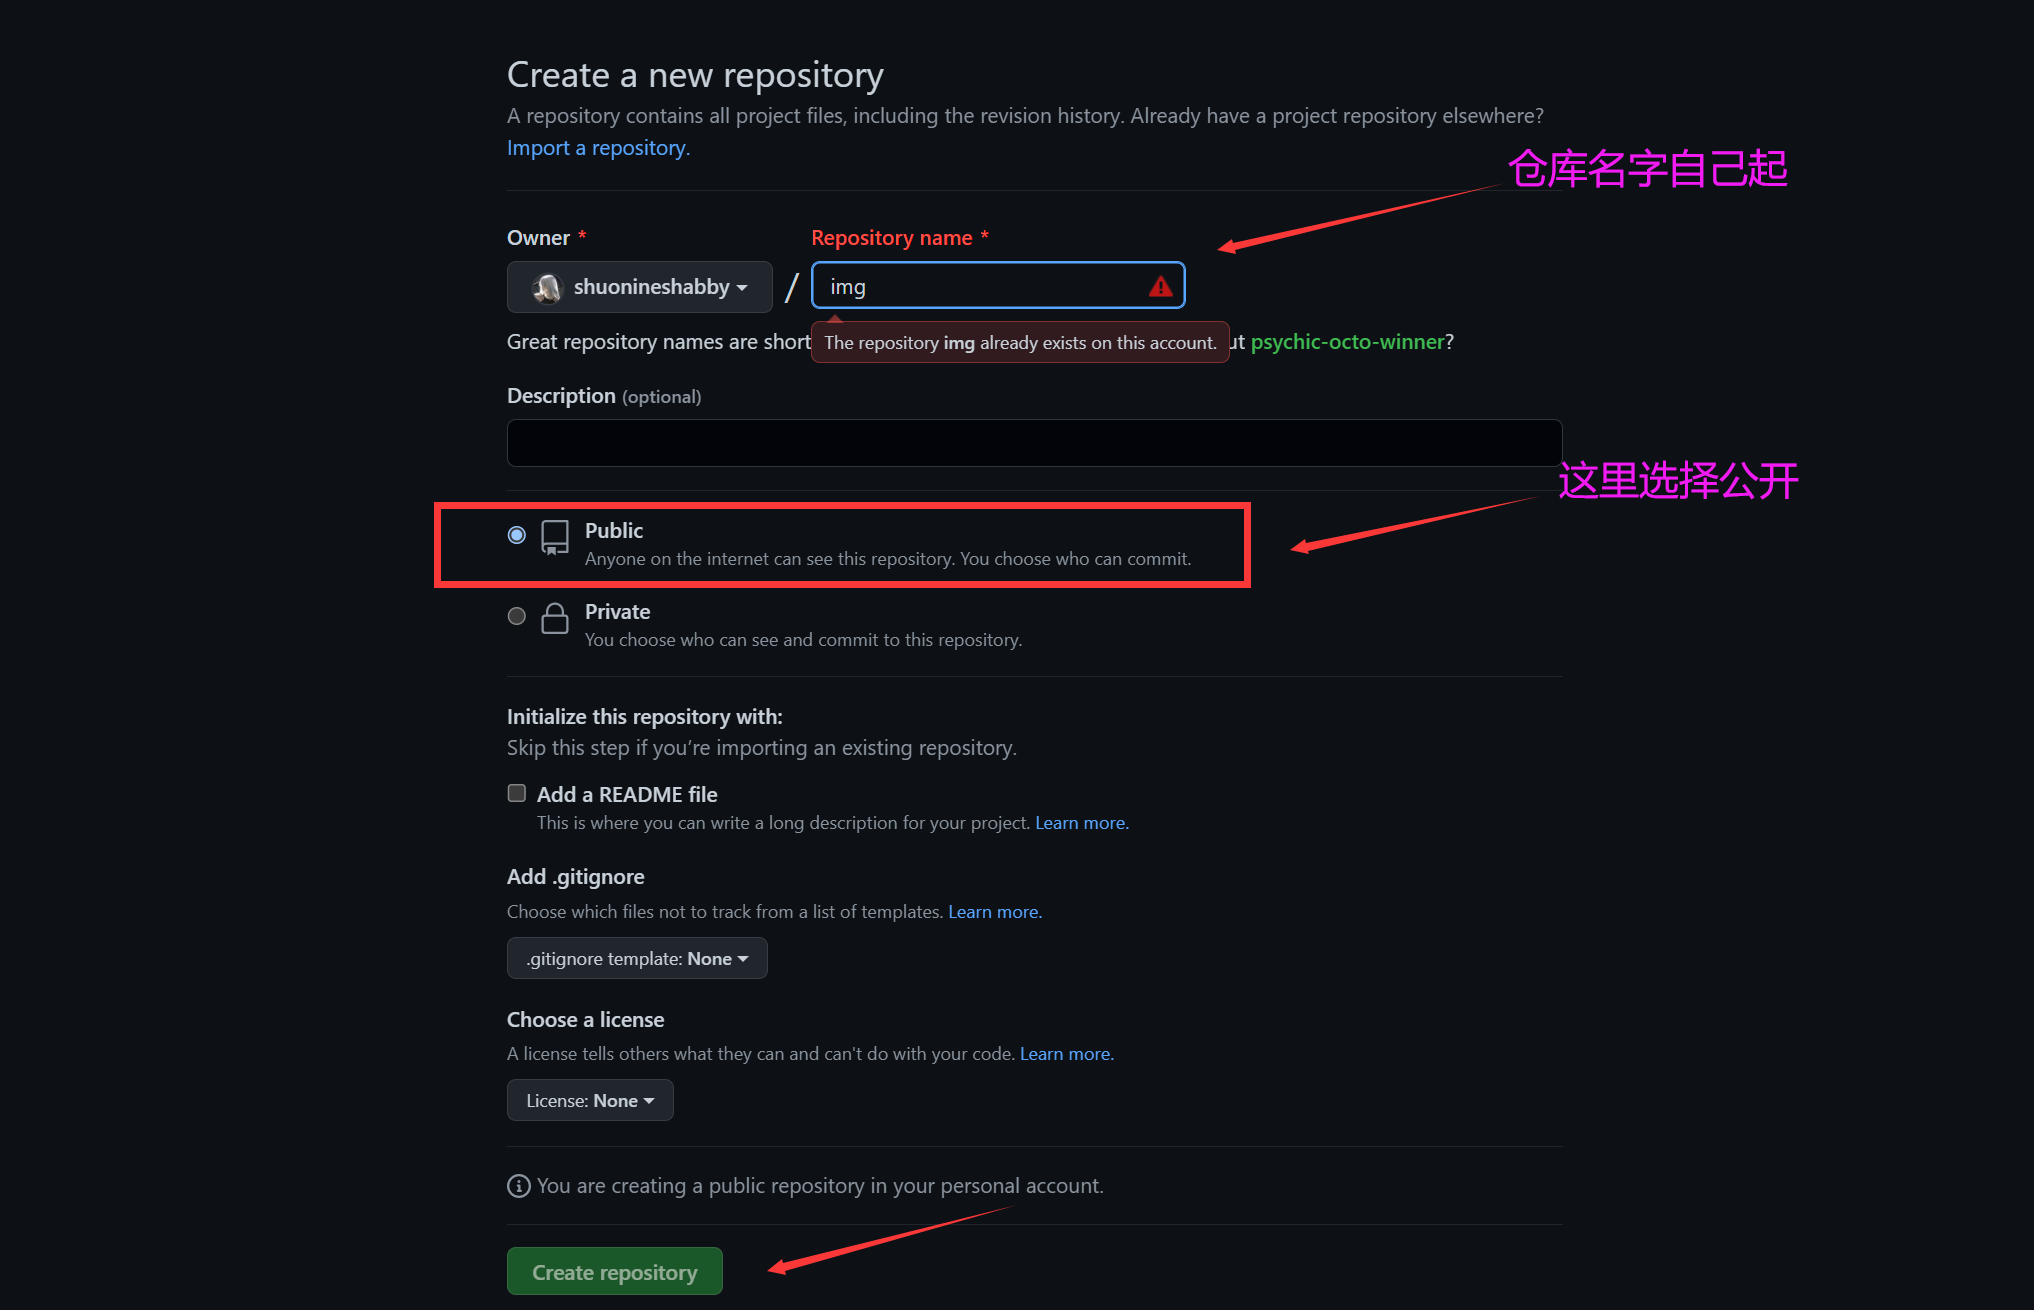 Create a new repository
A repository contains all project files, including the revision history. Already have a project repository elsewhere?
Import a repository.
仓库名字自己起
Owner *
Repository name *
shuonineshabby / img
Great repository names are short
The repository img already exists on this account.
ut psychic-octo-winner?
Description (optional)
这里选择公开
Public
Anyone on the internet can see this repository. You choose who can commit.
Private
You choose who can see and commit to this repository.
Initialize this repository with:
Skip this step if you’re importing an existing repository.
Add a README file
This is where you can write a long description for your project. Learn more.
Add .gitignore
Choose which files not to track from a list of templates. Learn more.
.gitignore template: None
Choose a license
A license tells others what they can and can't do with your code. Learn more.
License: None
You are creating a public repository in your personal account.
Create repository